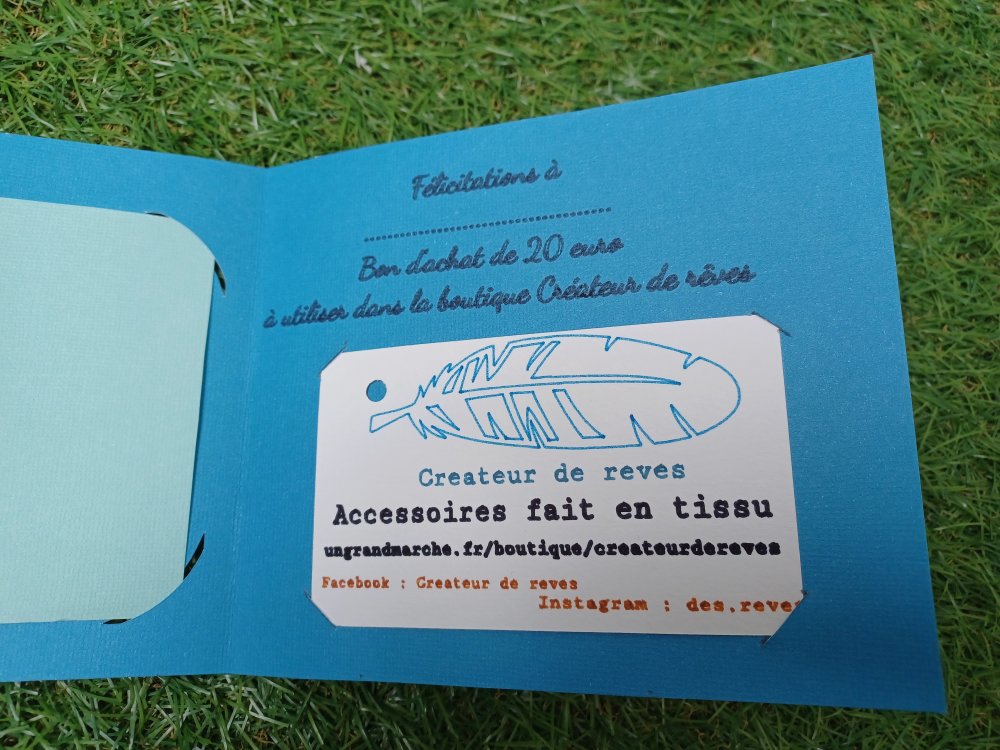 Félicitations à
Bon d'achat de 20 euro
à utiliser dans la boutique Créateur de rêves
Createur de reves
Accessoires fait en tissu
ungrandmarche.fr/boutique/createurdereves
Facebook : Createur de reves
Instagram : des.reve